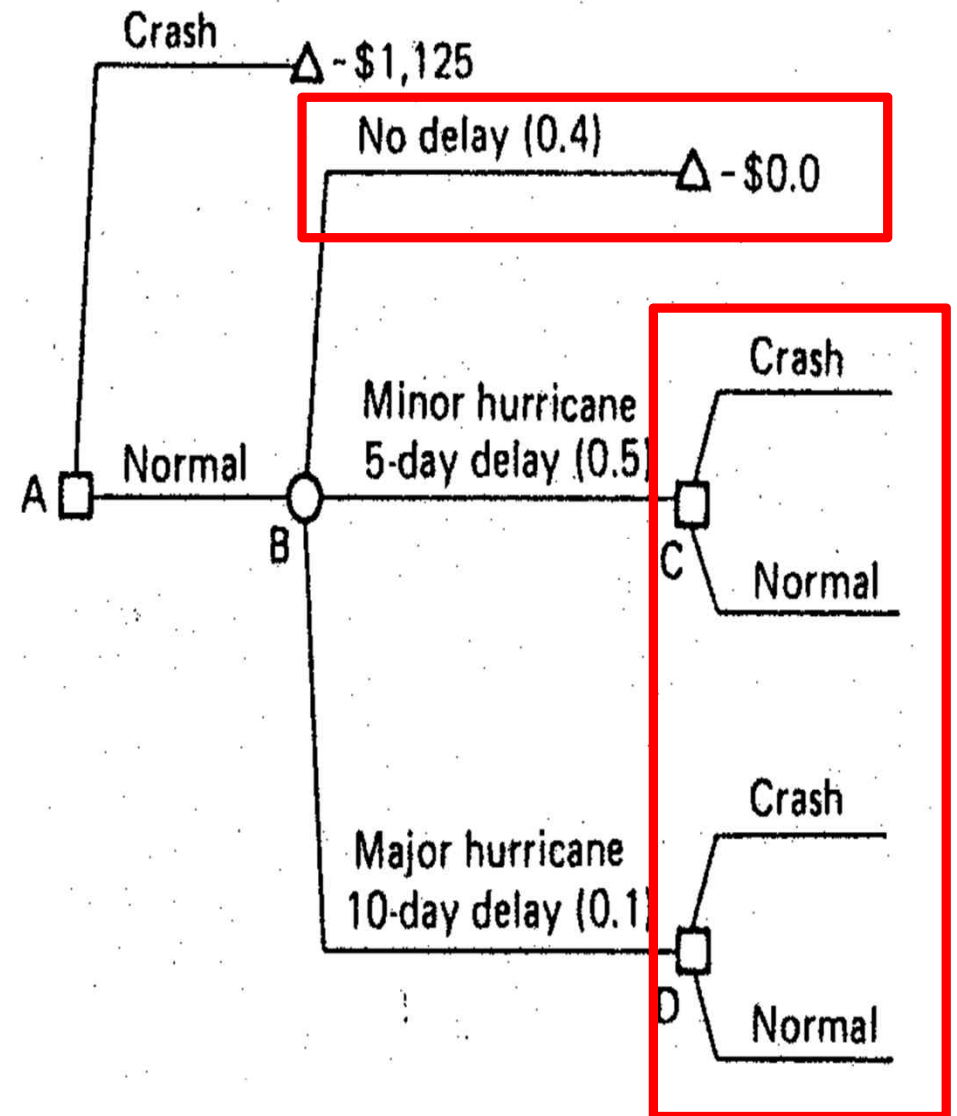 Crash
-$1,125
No delay (0.4)
-$0.0
Crash
Minor hurricane
5-day delay (0.5)
Normal
A
B
C
Normal
Crash
Major hurricane
10-day delay (0.1)
D
Normal